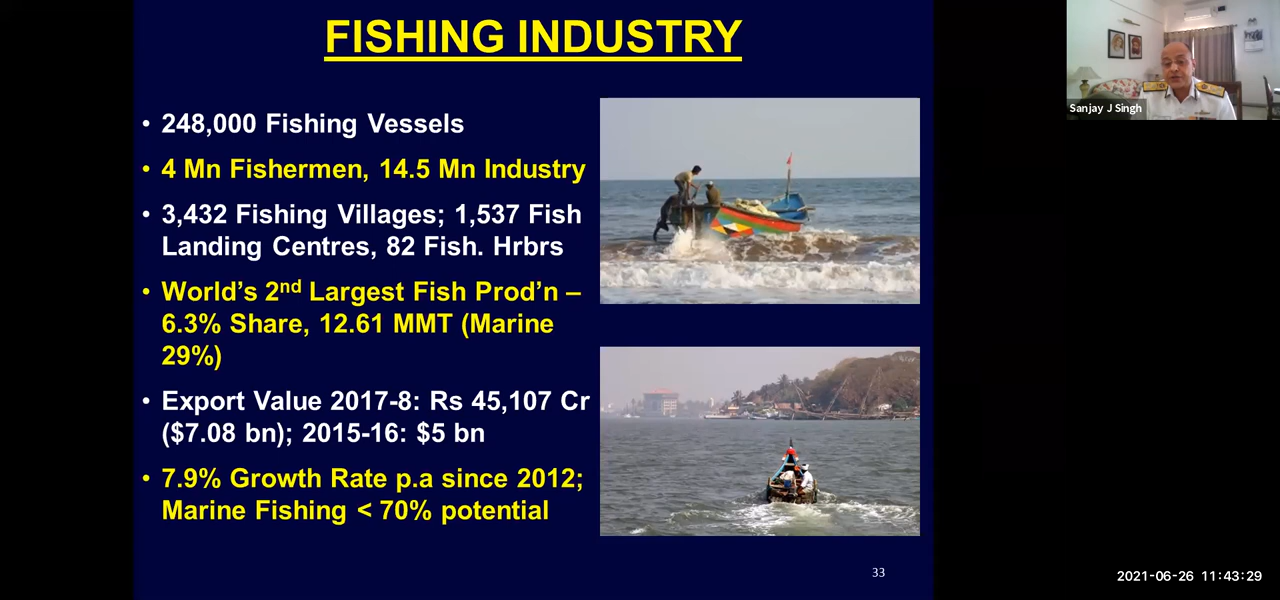 FISHING INDUSTRY
• 248,000 Fishing Vessels
• 4 Mn Fishermen, 14.5 Mn Industry
• 3,432 Fishing Villages; 1,537 Fish
Landing Centres, 82 Fish. Hrbrs
• World's 2nd Largest Fish Prod'n –
6.3% Share, 12.61 MMT (Marine
29%)
• Export Value 2017-8: Rs 45,107 Cr
($7.08 bn); 2015-16: $5 bn
• 7.9% Growth Rate p.a since 2012;
Marine Fishing < 70% potential
33
Sanjay J Singh
2021-06-26 11:43:29